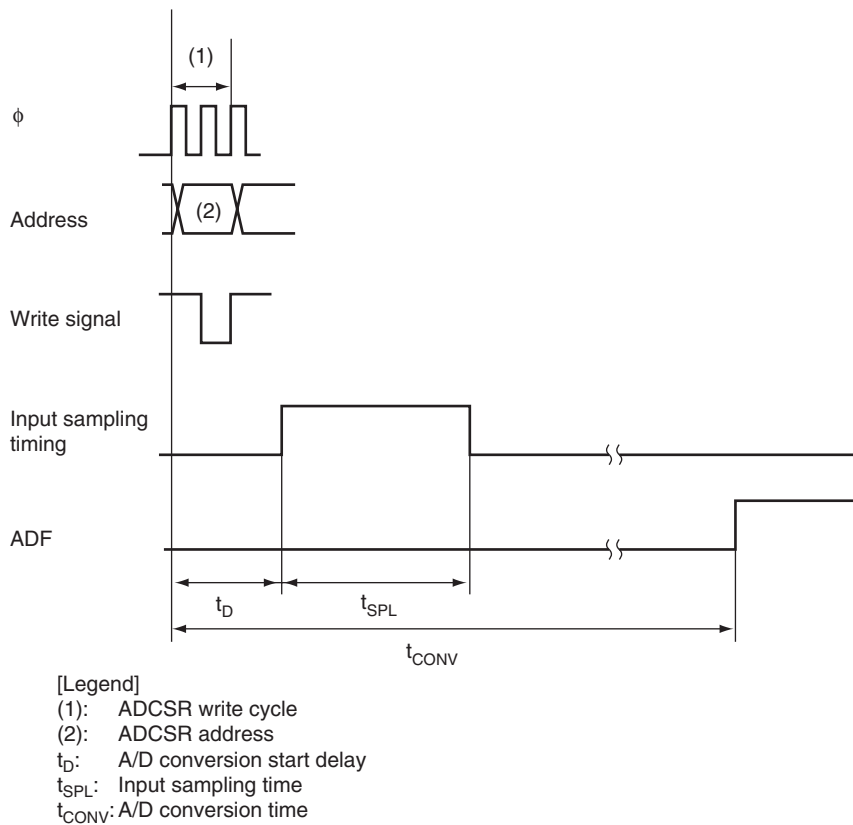 (1)
ϕ
Address
(2)
Write signal
Input sampling
timing
ADF
tD
tSPL
tCONV
[Legend]
(1): ADCSR write cycle
(2): ADCSR address
tD: A/D conversion start delay
tSPL: Input sampling time
tCONV: A/D conversion time